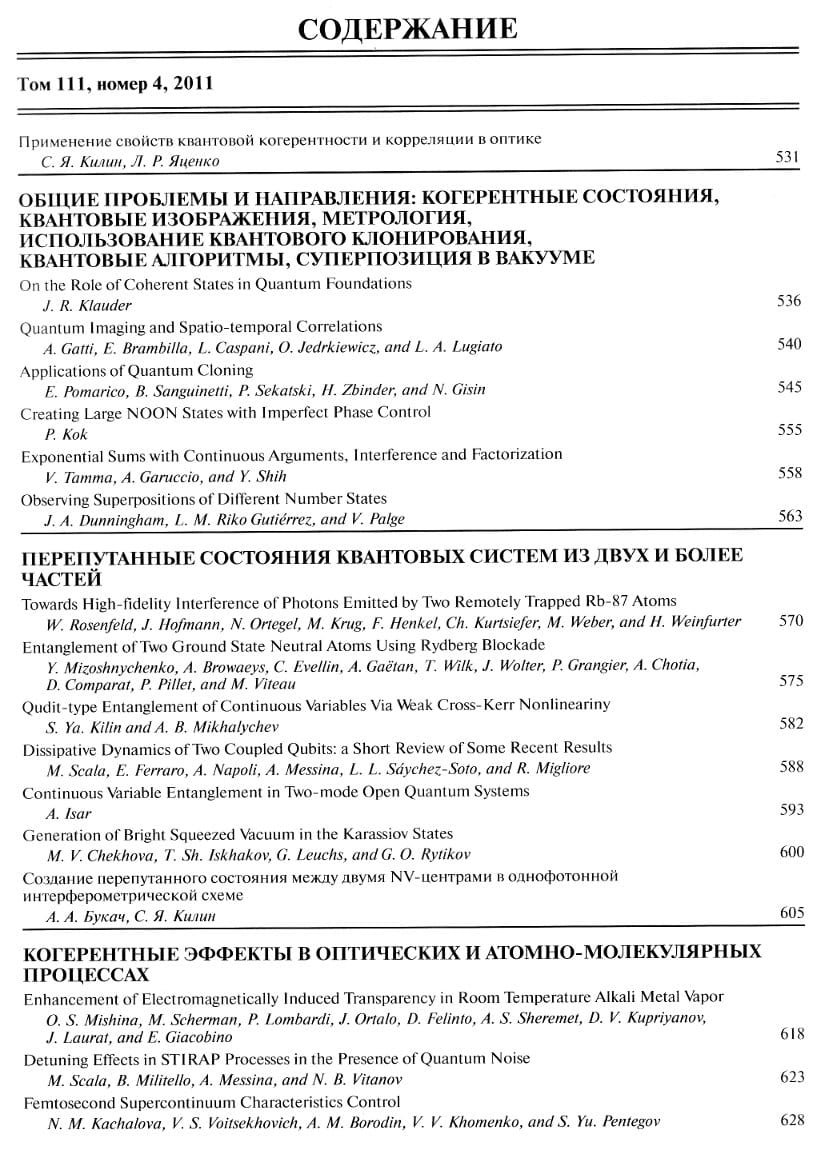 СОДЕРЖАНИЕ
Том 111, номер 4, 2011
Применение свойств квантовой когерентности и корреляции в оптике
С. Я. Килин, Л. Р. Яценко 531
ОБЩИЕ ПРОБЛЕМЫ И НАПРАВЛЕНИЯ: КОГЕРЕНТНЫЕ СОСТОЯНИЯ,
КВАНТОВЫЕ ИЗОБРАЖЕНИЯ, МЕТРОЛОГИЯ,
ИСПОЛЬЗОВАНИЕ КВАНТОВОГО КЛОНИРОВАНИЯ,
КВАНТОВЫЕ АЛГОРИТМЫ, СУПЕРПОЗИЦИЯ В ВАКУУМЕ
On the Role of Coherent States in Quantum Foundations
J. R. Klauder 536
Quantum Imaging and Spatio-temporal Correlations
A. Gatti, E. Brambilla, L. Caspani, O. Jedrkiewicz, and L. A. Lugiato 540
Applications of Quantum Cloning
E. Pomarico, B. Sanguinetti, P. Sekatski, H. Zbinder, and N. Gisin 545
Creating Large NOON States with Imperfect Phase Control
P. Kok 555
Exponential Sums with Continuous Arguments, Interference and Factorization
V. Tamma, A. Garuccio, and Y. Shih 558
Observing Superpositions of Different Number States
J. A. Dunningham, L. M. Riko Gutiérrez, and V. Palge 563
ПЕРЕПУТАННЫЕ СОСТОЯНИЯ КВАНТОВЫХ СИСТЕМ ИЗ ДВУХ И БОЛЕЕ
ЧАСТЕЙ
Towards High-fidelity Interference of Photons Emitted by Two Remotely Trapped Rb-87 Atoms
W. Rosenfeld, J. Hofmann, N. Ortegel, M. Krug, F. Henkel, Ch. Kurtsiefer, M. Weber, and H. Weinfurter 570
Entanglement of Two Ground State Neutral Atoms Using Rydberg Blockade
Y. Mizoshnychenko, A. Browaeys, C. Evellin, A. Gaëtan, T. Wilk, J. Wolter, P. Grangier, A. Chotia,
D. Comparat, P. Pillet, and M. Viteau 575
Qudit-type Entanglement of Continuous Variables Via Weak Cross-Kerr Nonlineariny
S. Ya. Kilin and A. B. Mikhalychev 582
Dissipative Dynamics of Two Coupled Qubits: a Short Review of Some Recent Results
M. Scala, E. Ferraro, A. Napoli, A. Messina, L. L. Sáychez-Soto, and R. Migliore 588
Continuous Variable Entanglement in Two-mode Open Quantum Systems
A. Isar 593
Generation of Bright Squeezed Vacuum in the Karassiov States
M. V. Chekhova, T. Sh. Iskhakov, G. Leuchs, and G. O. Rytikov 600
Создание перепутанного состояния между двумя NV-центрами в однофотонной
интерферометрической схеме
А. А. Букач, С. Я. Килин 605
КОГЕРЕНТНЫЕ ЭФФЕКТЫ В ОПТИЧЕСКИХ И АТОМНО-МОЛЕКУЛЯРНЫХ
ПРОЦЕССАХ
Enhancement of Electromagnetically Induced Transparency in Room Temperature Alkali Metal Vapor
O. S. Mishina, M. Scherman, P. Lombardi, J. Ortalo, D. Felinto, A. S. Sheremet, D. V. Kupriyanov,
J. Laurat, and E. Giacobino 618
Detuning Effects in STIRAP Processes in the Presence of Quantum Noise
M. Scala, B. Militello, A. Messina, and N. B. Vitanov 623
Femtosecond Supercontinuum Characteristics Control
N. M. Kachalova, V. S. Voitsekhovich, A. M. Borodin, V. V. Khomenko, and S. Yu. Pentegov 628